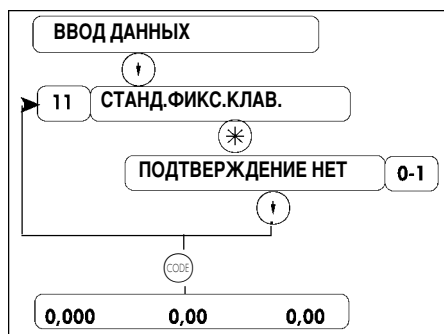 ВВОД ДАННЫХ
11 СТАНД.ФИКС.КЛАВ.
ПОДТВЕРЖДЕНИЕ НЕТ 0-1
CODE
0,000 0,00 0,00